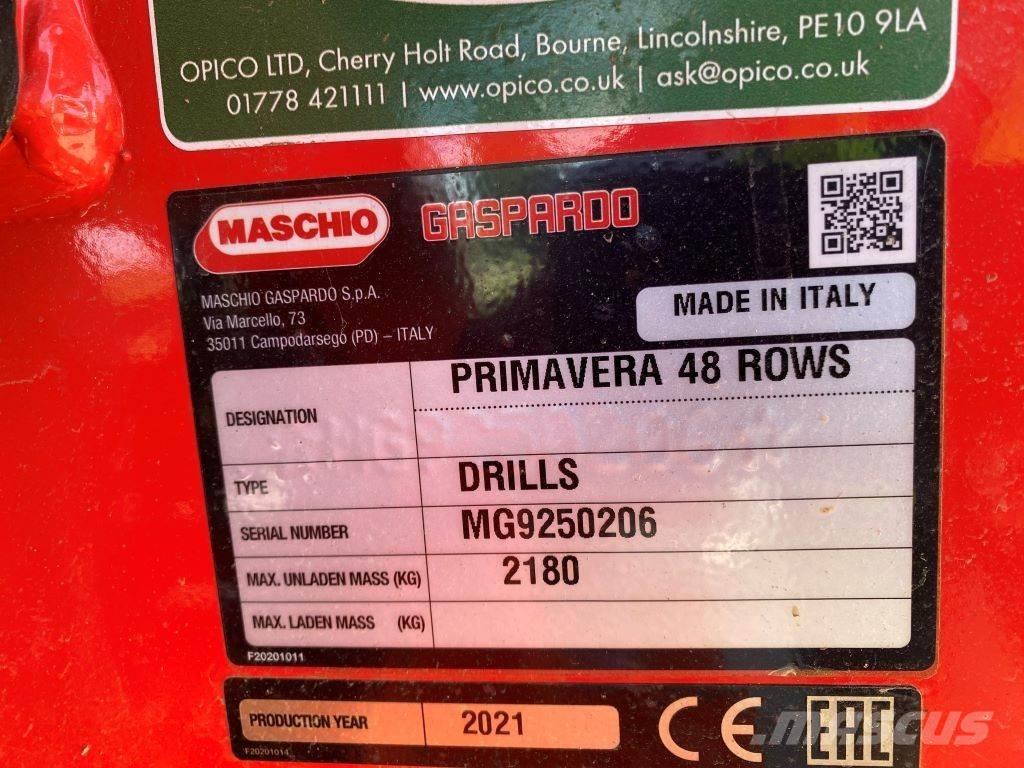 OPICO LTD, Cherry Holt Road, Bourne, Lincolnshire, PE10 9LA
01778 421111 | www.opico.co.uk | ask@opico.co.uk
MASCHIO GASPARDO
MASCHIO GASPARDO S.p.A.
Via Marcello, 73
35011 Campodarsego (PD) – ITALY
MADE IN ITALY
DESIGNATION PRIMAVERA 48 ROWS
TYPE DRILLS
SERIAL NUMBER MG9250206
MAX. UNLADEN MASS (KG) 2180
MAX. LADEN MASS (KG)
F20201011
PRODUCTION YEAR 2021 CE EAC
F20201014
mascus